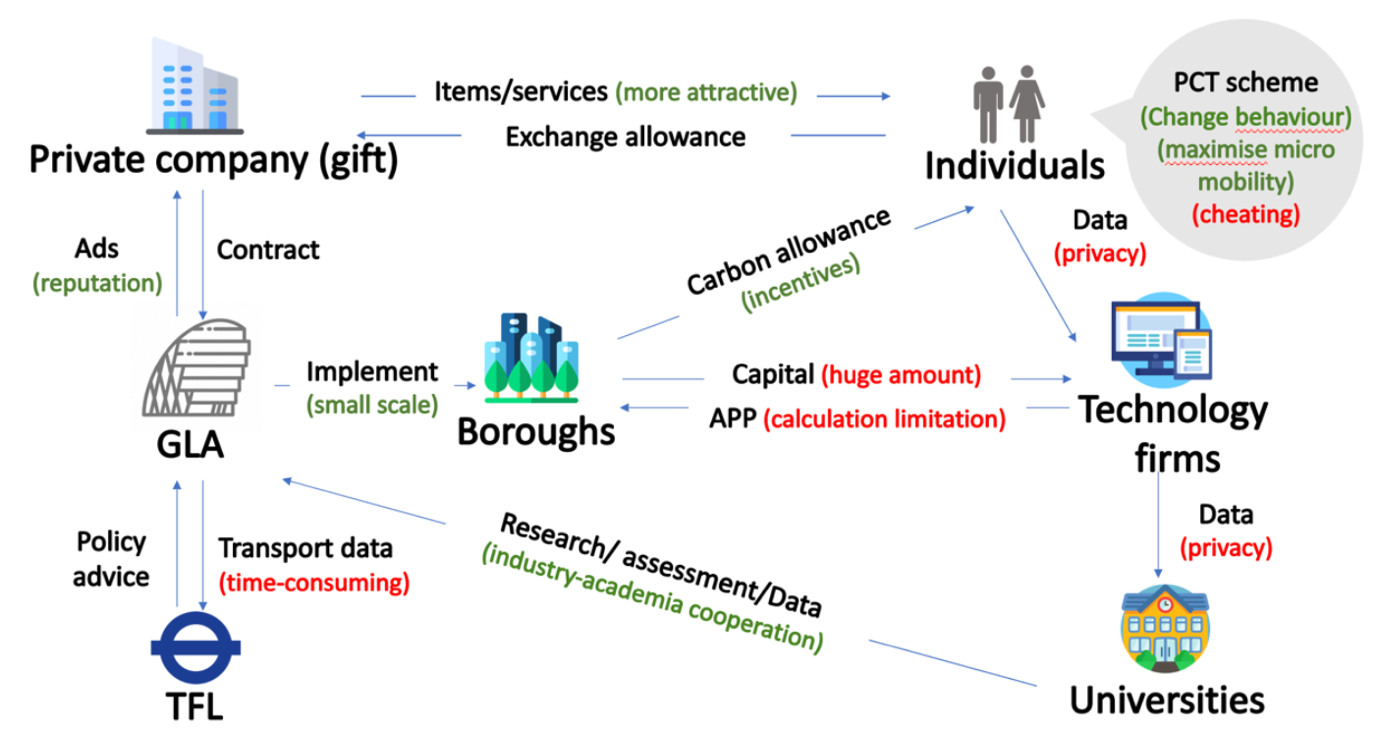 Items/services (more attractive)
Exchange allowance
Private company (gift)
Individuals
PCT scheme
(Change behaviour)
(maximise micro
mobility)
(cheating)
Ads
(reputation)
Contract
Carbon allowance
(incentives)
Data
(privacy)
GLA
Implement
(small scale)
Boroughs
Capital (huge amount)
APP (calculation limitation)
Technology
firms
Policy
advice
Transport data
(time-consuming)
Research/ assessment/Data
(industry-academia cooperation)
Data
(privacy)
TFL
Universities